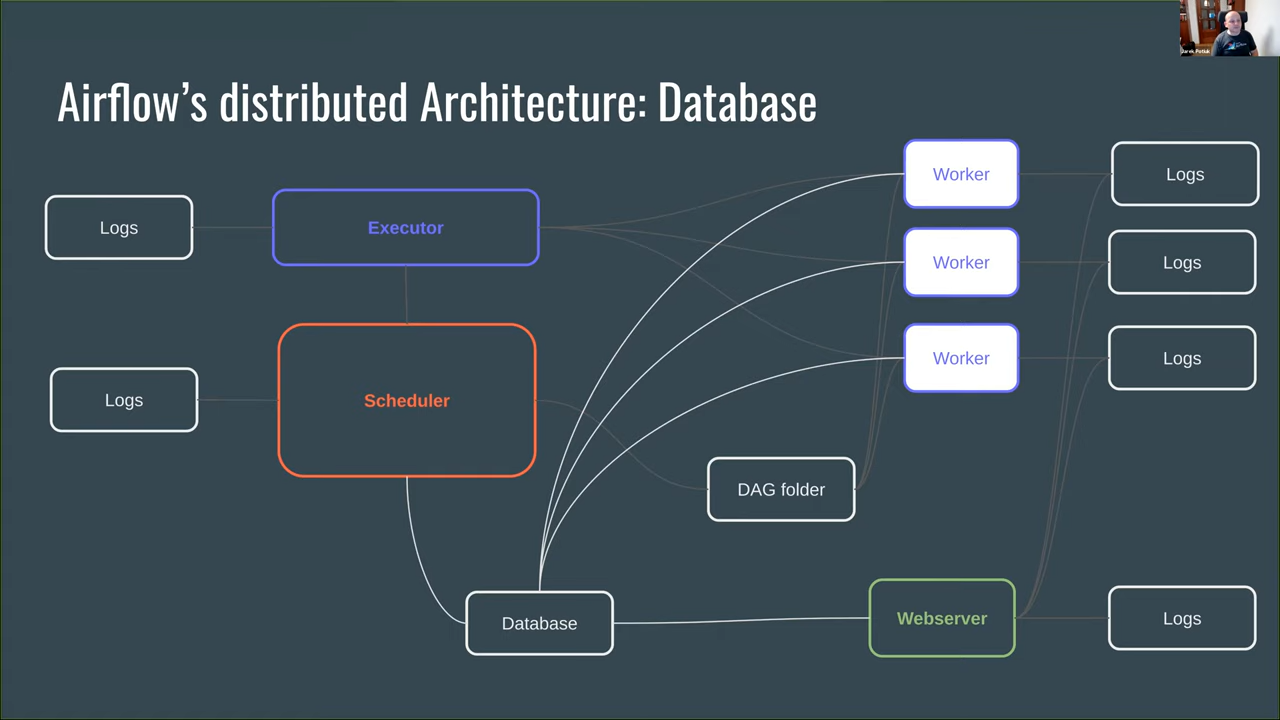 Airflow's distributed Architecture: Database
Worker
Logs
Logs
Executor
Worker
Logs
Worker
Logs
Logs
Scheduler
DAG folder
Database
Webserver
Logs